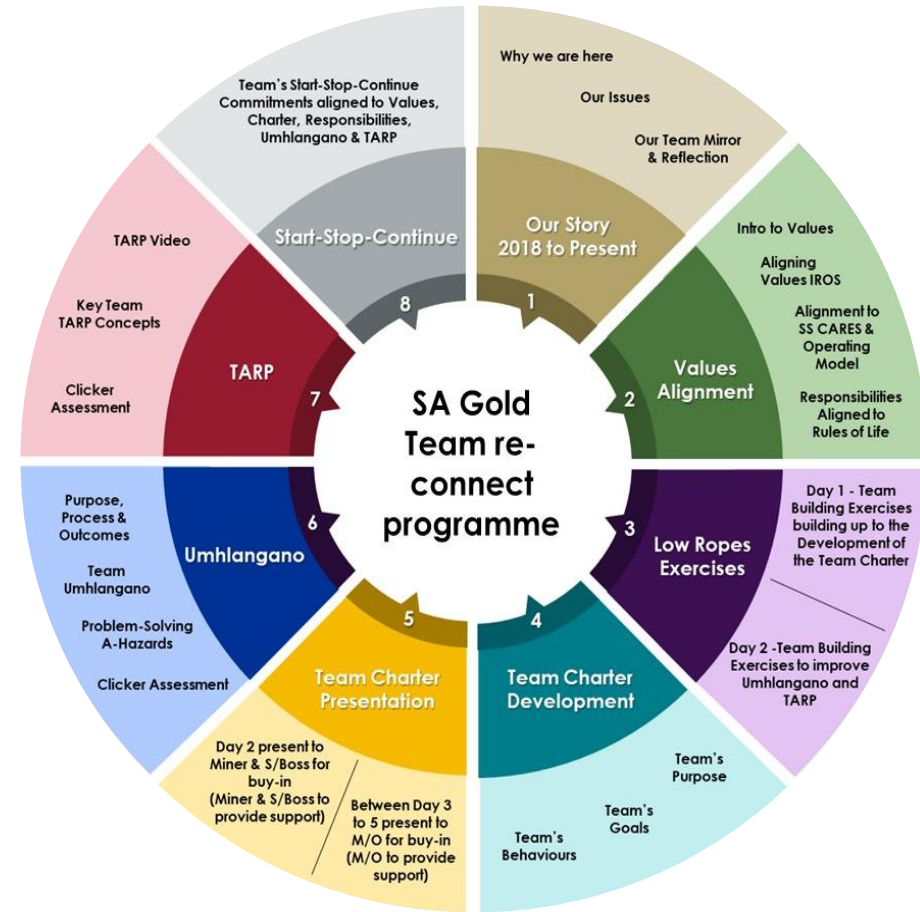 SA Gold
Team re-
connect
programme
1
Our Story
2018 to Present
Why we are here
Our Issues
Our Team Mirror
& Reflection
2
Values
Alignment
Intro to Values
Aligning
Values IROS
Alignment to
SS CARES &
Operating
Model
Responsibilities
Aligned to
Rules of Life
3
Low Ropes
Exercises
Day 1 - Team
Building Exercises
building up to the
Development of
the Team Charter
Day 2 -Team Building
Exercises to improve
Umhlangano and
TARP
4
Team Charter
Development
Team's
Purpose
Team's
Goals
Team's
Behaviours
5
Team Charter
Presentation
Day 2 present to
Miner & S/Boss for
buy-in
(Miner & S/Boss to
provide support)
Between Day 3
to 5 present to
M/O for buy-in
(M/O to provide
support)
6
Umhlangano
Purpose,
Process &
Outcomes
Team
Umhlangano
Problem-Solving
A-Hazards
Clicker Assessment
7
TARP
TARP Video
Key Team
TARP Concepts
Clicker
Assessment
8
Start-Stop-Continue
Team's Start-Stop-Continue
Commitments aligned to Values,
Charter, Responsibilities,
Umhlangano & TARP